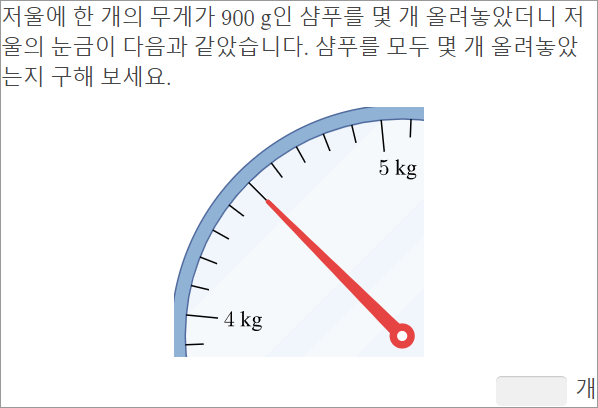 저울에 한 개의 무게가 900 g인 샴푸를 몇 개 올려놓았더니 저
울의 눈금이 다음과 같았습니다. 샴푸를 모두 몇 개 올려놓았
는지 구해 보세요.
5 kg
4 kg
개